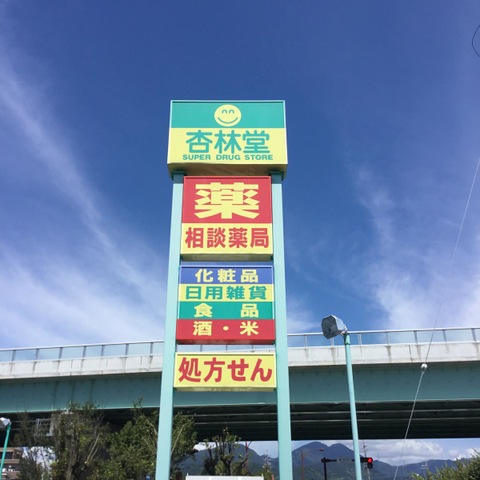 杏林堂
SUPER DRUG STORE
薬
相談薬局
化粧品
日用雑貨
食品
酒・米
処方せん